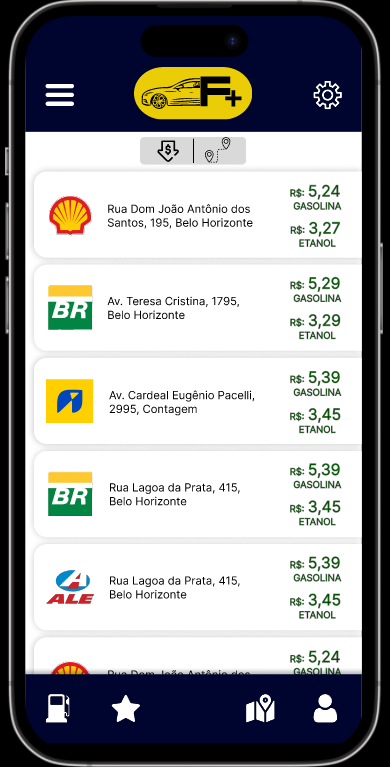 F+
$
Rua Dom João Antônio dos
Santos, 195, Belo Horizonte
R$: 5,24
GASOLINA
R$: 3,27
ETANOL
BR
Av. Teresa Cristina, 1795,
Belo Horizonte
R$: 5,29
GASOLINA
R$: 3,29
ETANOL
Av. Cardeal Eugênio Pacelli,
2995, Contagem
R$: 5,39
GASOLINA
R$: 3,45
ETANOL
BR
Rua Lagoa da Prata, 415,
Belo Horizonte
R$: 5,39
GASOLINA
R$: 3,45
ETANOL
A
ALE
Rua Lagoa da Prata, 415,
Belo Horizonte
R$: 5,39
GASOLINA
R$: 3,45
ETANOL
Rua Dom João Antônio dos
R$: 5,24
GASOLINA